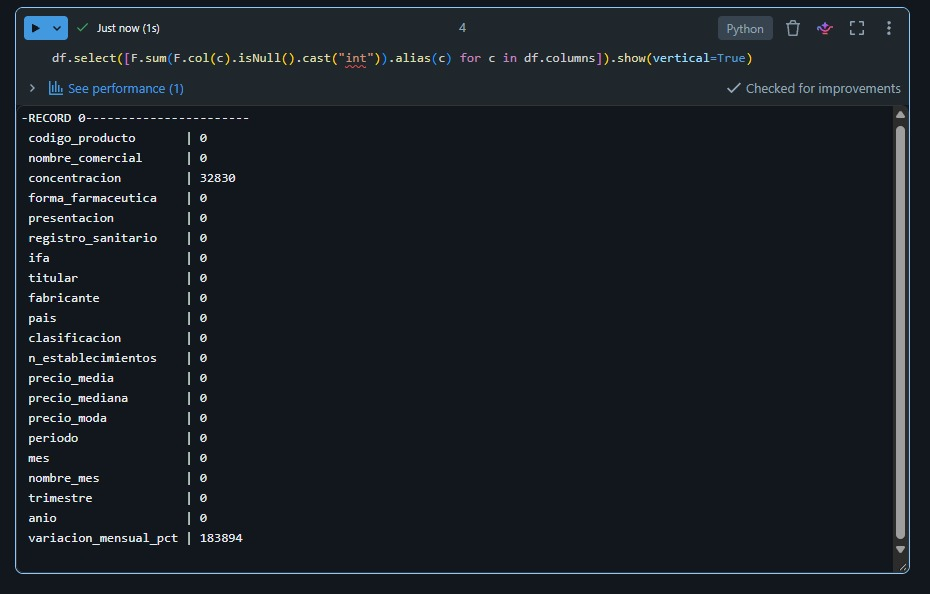 Just now (1s)
4
Python
df.select([F.sum(F.col(c).isNull().cast("int")).alias(c) for c in df.columns]).show(vertical=True)
See performance (1)
Checked for improvements
-RECORD 0-----------------------
codigo_producto | 0
nombre_comercial | 0
concentracion | 32830
forma_farmaceutica | 0
presentacion | 0
registro_sanitario | 0
ifa | 0
titular | 0
fabricante | 0
pais | 0
clasificacion | 0
n_establecimientos | 0
precio_media | 0
precio_mediana | 0
precio_moda | 0
periodo | 0
mes | 0
nombre_mes | 0
trimestre | 0
anio | 0
variacion_mensual_pct | 183894